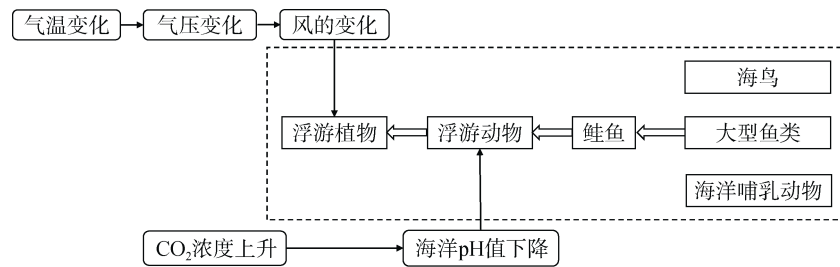 气温变化
气压变化
风的变化
海鸟
浮游植物
浮游动物
鲑鱼
大型鱼类
海洋哺乳动物
CO₂浓度上升
海洋pH值下降